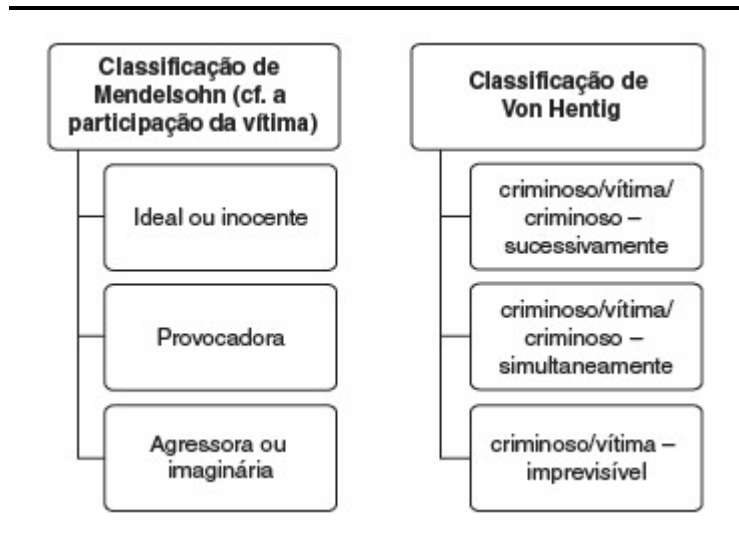 Classificação de
Mendelsohn (cf. a
participação da vítima)
Ideal ou inocente
Provocadora
Agressora ou
imaginária
Classificação de
Von Hentig
criminoso/vítima/
criminoso –
sucessivamente
criminoso/vítima/
criminoso –
simultaneamente
criminoso/vítima –
imprevisível